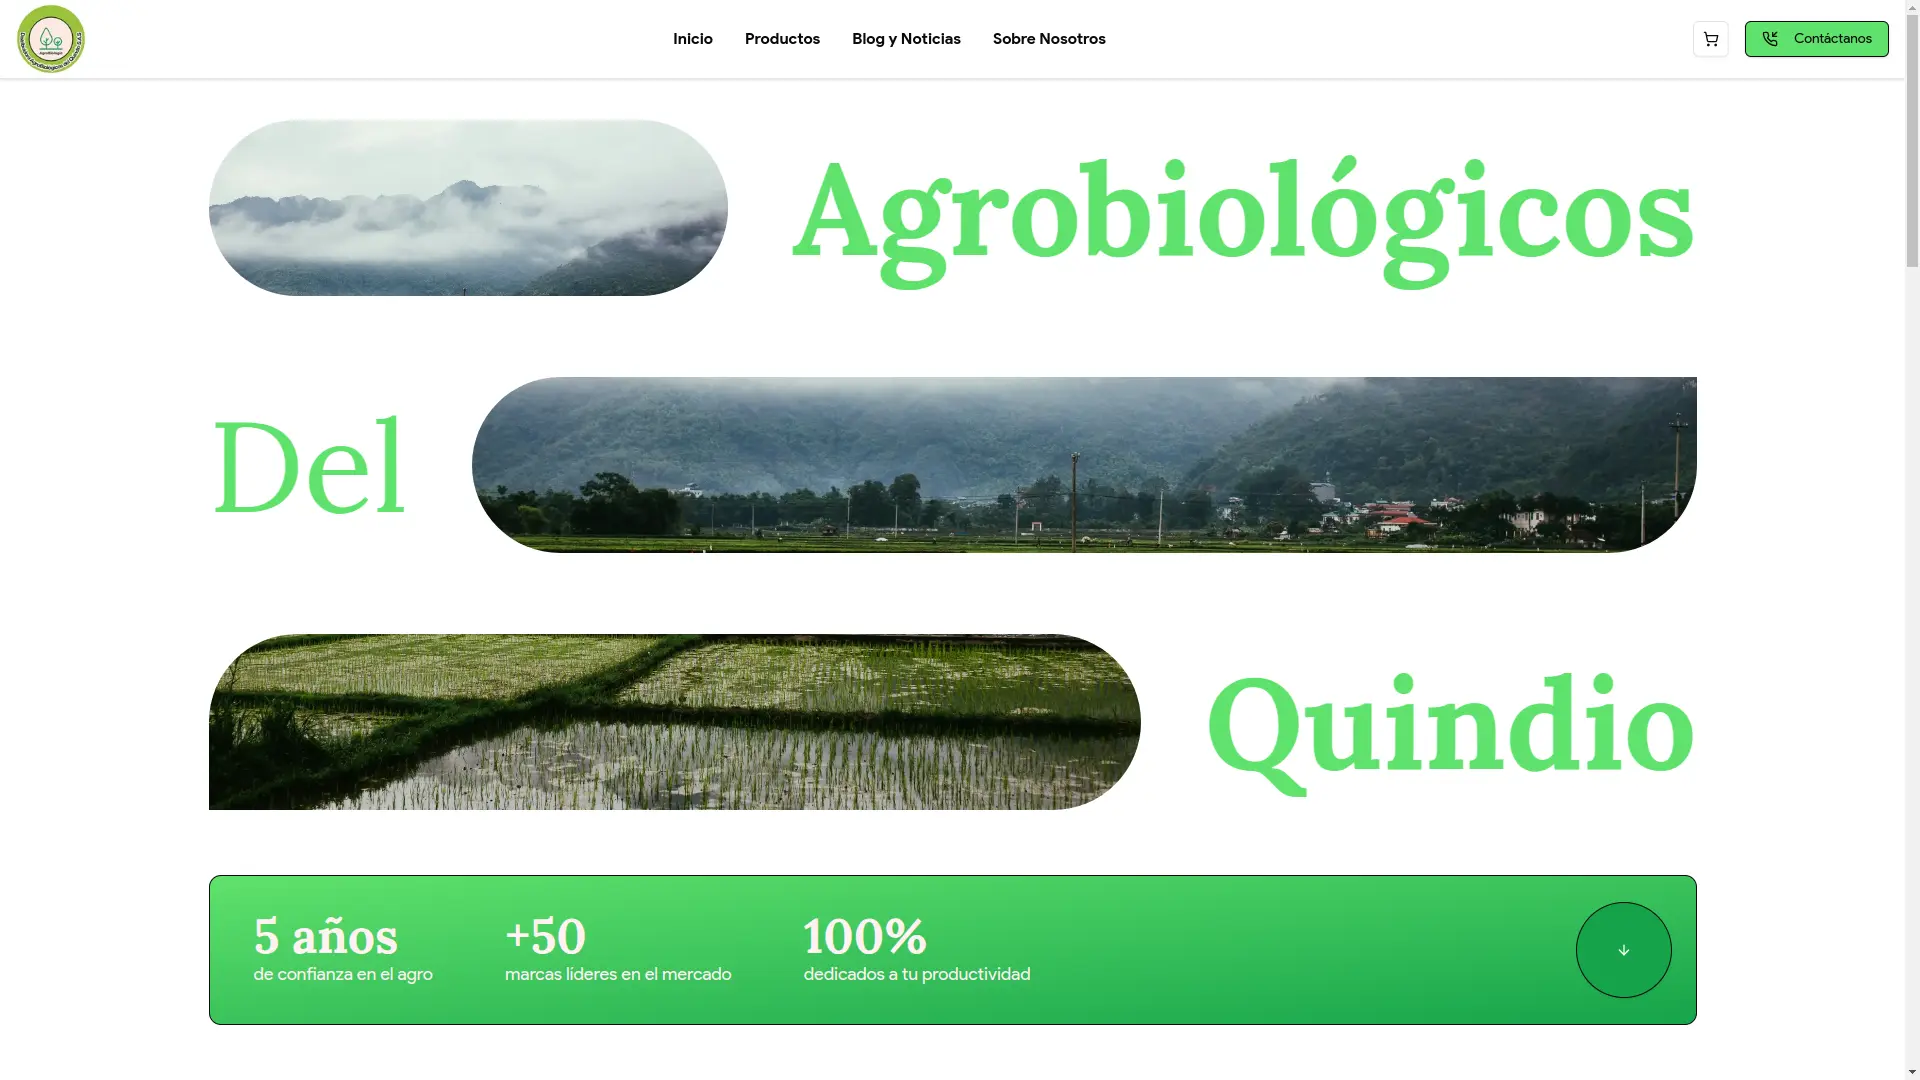 Inicio
Productos
Blog y Noticias
Sobre Nosotros
Contáctanos
Agrobiológicos
Del
Quindio
5 años
de confianza en el agro
+50
marcas líderes en el mercado
100%
dedicados a tu productividad